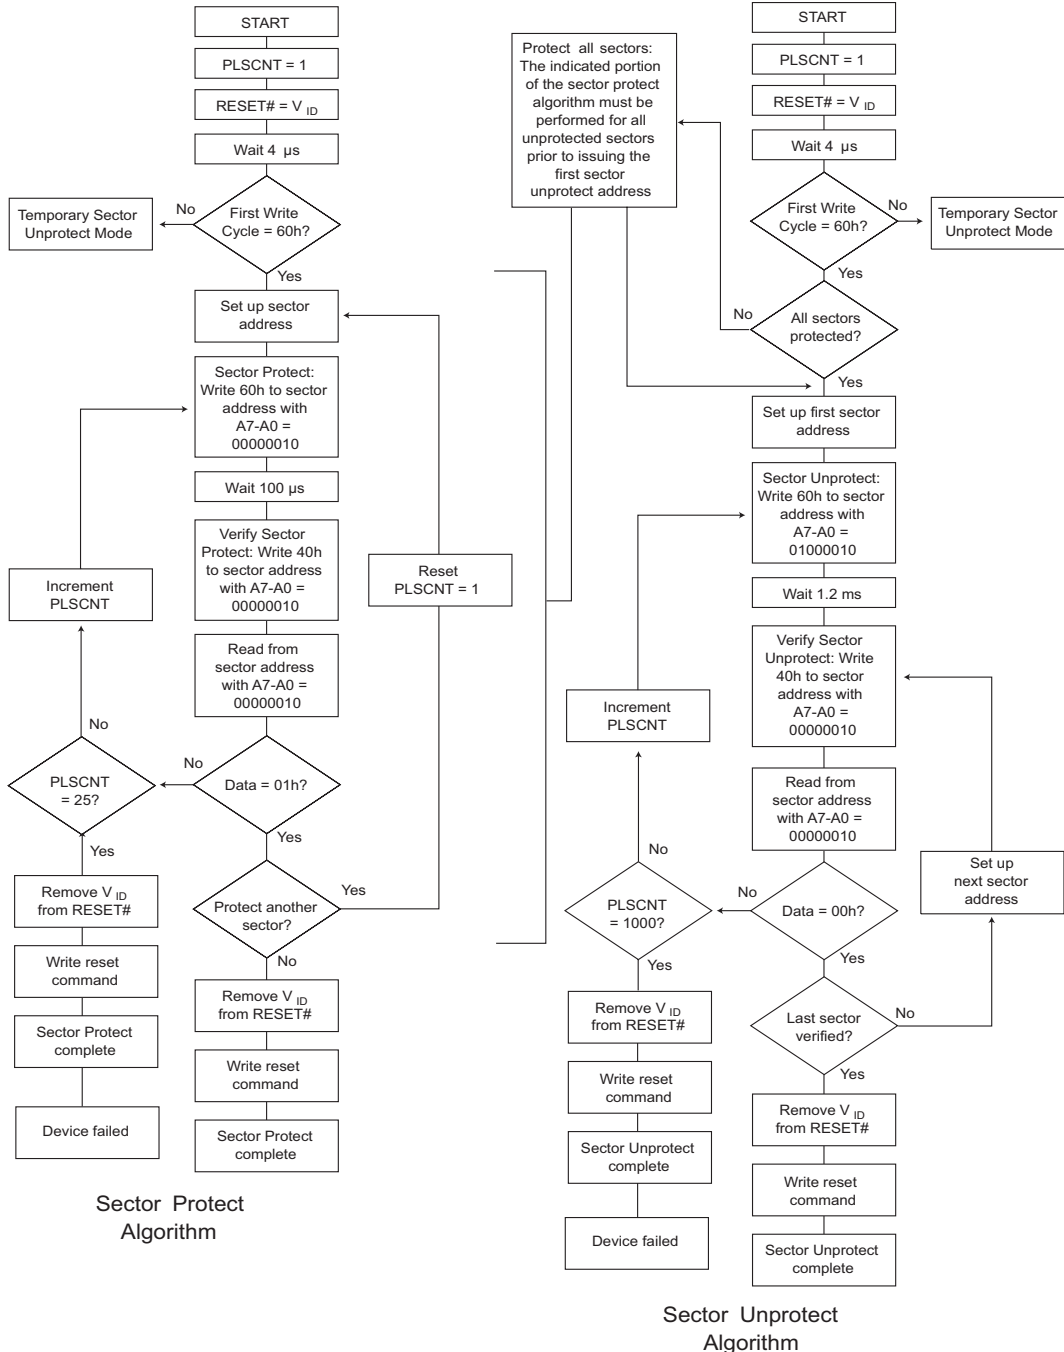 START
PLSCNT = 1
RESET# = V ID
Wait 4 µs
First Write
Cycle = 60h?
No
Temporary Sector
Unprotect Mode
Yes
Set up sector
address
Sector Protect:
Write 60h to sector
address with
A7-A0 =
00000010
Wait 100 µs
Verify Sector
Protect: Write 40h
to sector address
with A7-A0 =
00000010
Read from
sector address
with A7-A0 =
00000010
Data = 01h?
No
PLSCNT
= 25?
No
Increment
PLSCNT
Yes
Remove V ID
from RESET#
Write reset
command
Sector Protect
complete
Device failed
Yes
Protect another
sector?
Yes
Reset
PLSCNT = 1
No
Remove V ID
from RESET#
Write reset
command
Sector Protect
complete
Sector Protect
Algorithm
Protect all sectors:
The indicated portion
of the sector protect
algorithm must be
performed for all
unprotected sectors
prior to issuing the
first sector
unprotect address
START
PLSCNT = 1
RESET# = V ID
Wait 4 µs
First Write
Cycle = 60h?
No
Temporary Sector
Unprotect Mode
Yes
All sectors
protected?
No
Yes
Set up first sector
address
Sector Unprotect:
Write 60h to sector
address with
A7-A0 =
01000010
Wait 1.2 ms
Verify Sector
Unprotect: Write
40h to sector
address with
A7-A0 =
00000010
Read from
sector address
with A7-A0 =
00000010
Data = 00h?
No
PLSCNT
= 1000?
No
Increment
PLSCNT
Yes
Remove V ID
from RESET#
Write reset
command
Sector Unprotect
complete
Device failed
Yes
Last sector
verified?
No
Set up
next sector
address
Yes
Remove V ID
from RESET#
Write reset
command
Sector Unprotect
complete
Sector Unprotect
Algorithm